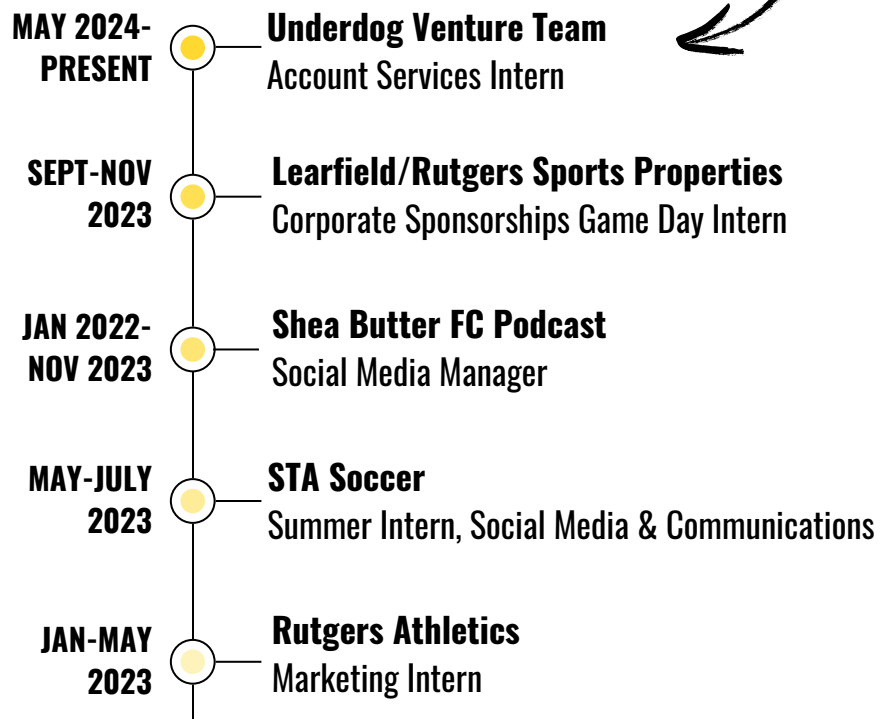 MAY 2024-
PRESENT
Underdog Venture Team
Account Services Intern
SEPT-NOV
2023
Learfield/Rutgers Sports Properties
Corporate Sponsorships Game Day Intern
JAN 2022-
NOV 2023
Shea Butter FC Podcast
Social Media Manager
MAY-JULY
2023
STA Soccer
Summer Intern, Social Media & Communications
JAN-MAY
2023
Rutgers Athletics
Marketing Intern